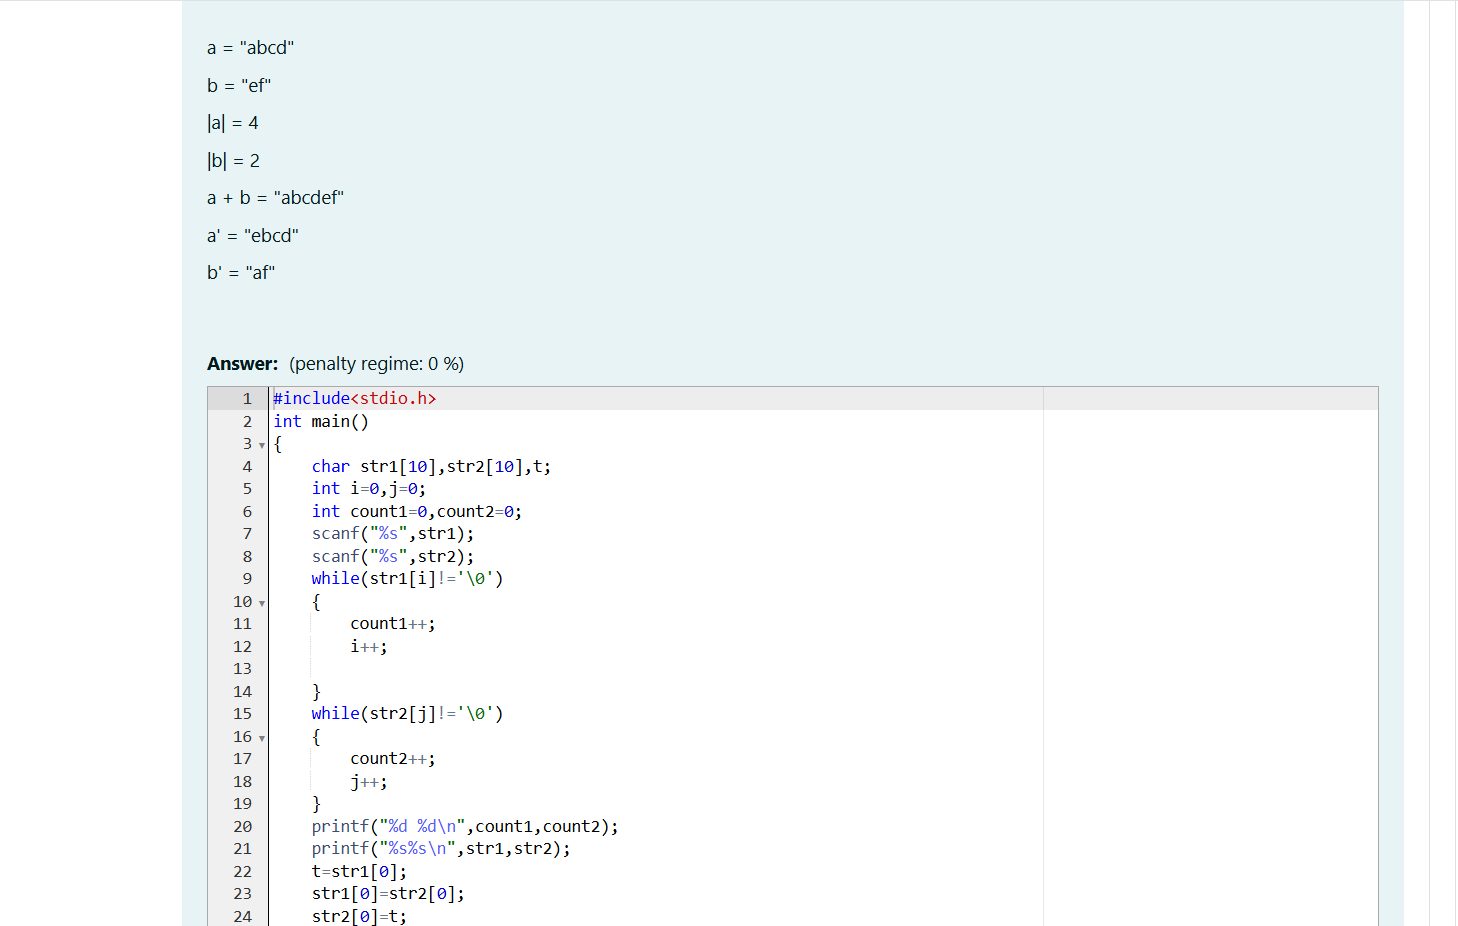 a = "abcd"
b = "ef"
|a| = 4
|b| = 2
a + b = "abcdef"
a' = "ebcd"
b' = "af"
Answer: (penalty regime: 0 %)
1 #include<stdio.h>
2 int main()
3 {
4 char str1[10],str2[10],t;
5 int i=0,j=0;
6 int count1=0,count2=0;
7 scanf("%s",str1);
8 scanf("%s",str2);
9 while(str1[i]!='\0')
10 {
11 count1++;
12 i++;
13
14 }
15 while(str2[j]!='\0')
16 {
17 count2++;
18 j++;
19 }
20 printf("%d %d\n",count1,count2);
21 printf("%s%s\n",str1,str2);
22 t=str1[0];
23 str1[0]=str2[0];
24 str2[0]=t;